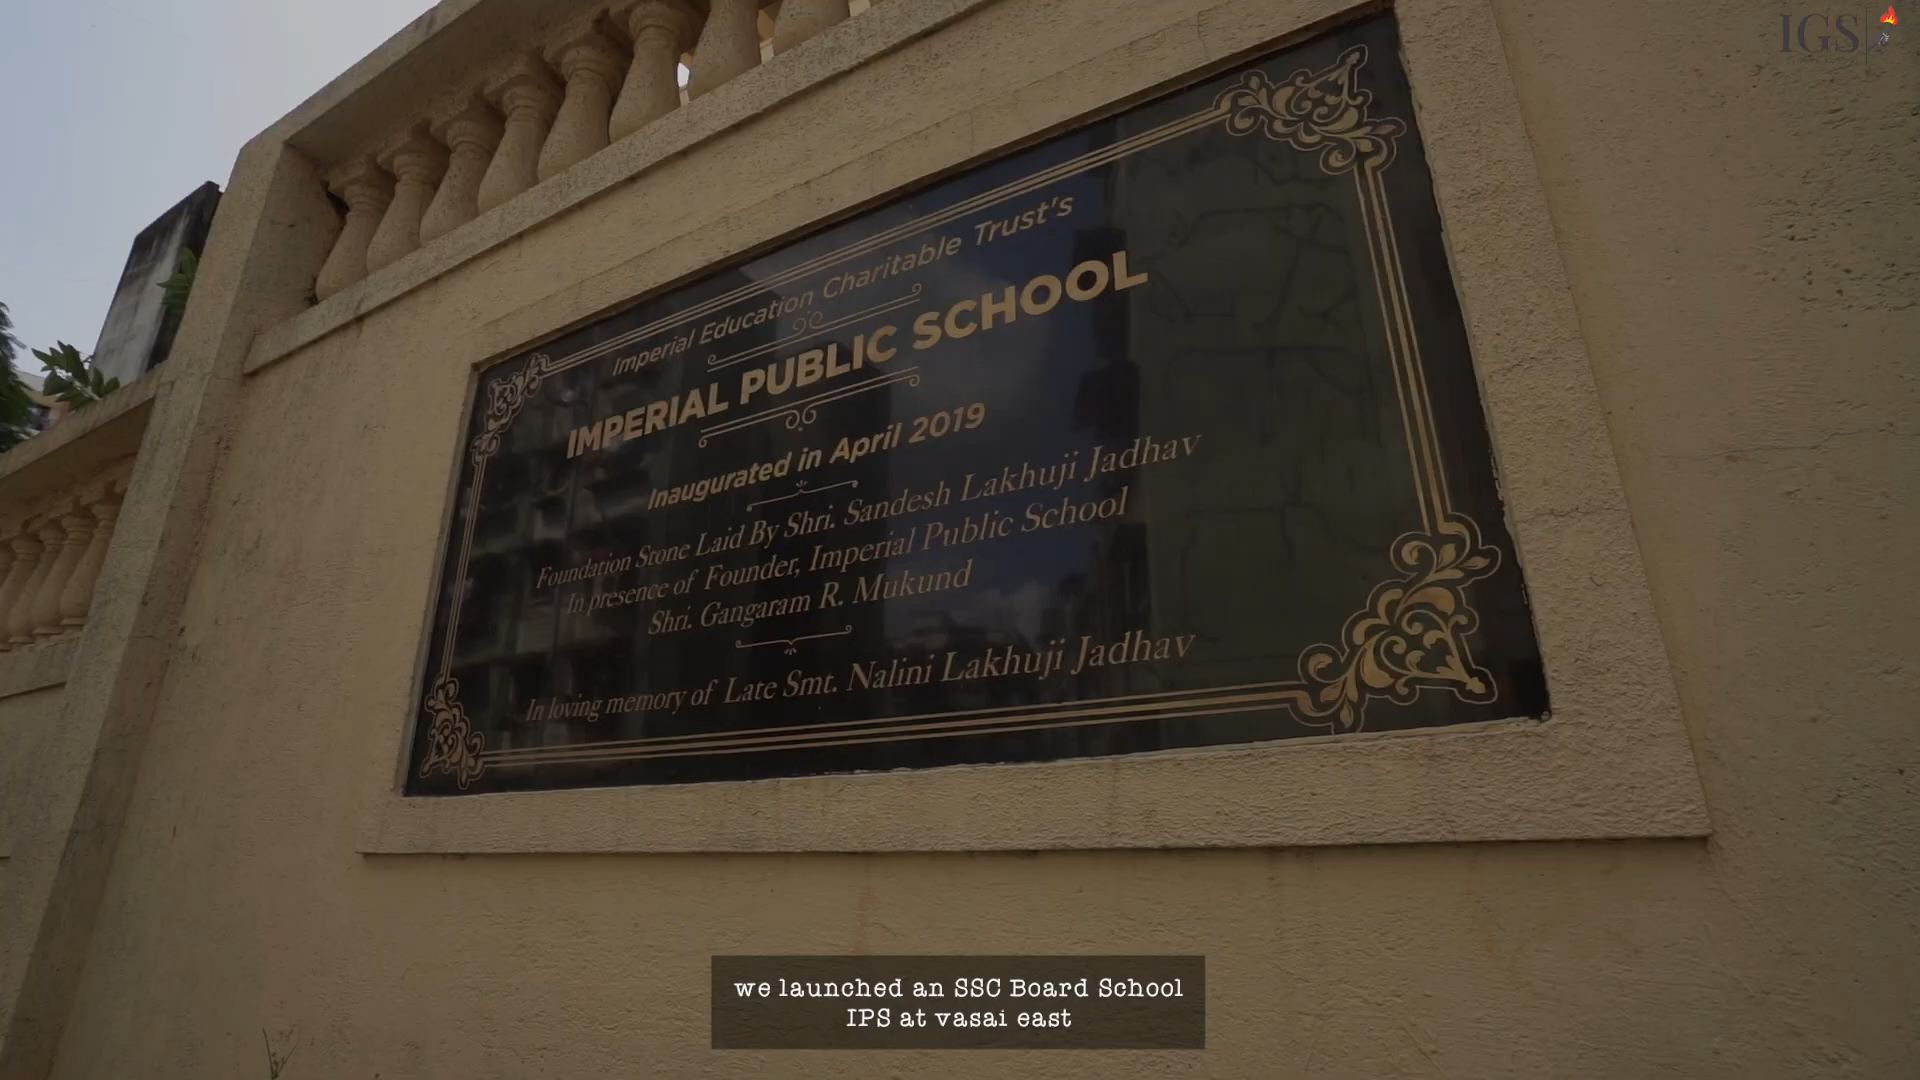 IGS
Imperial Education Charitable Trust's
IMPERIAL PUBLIC SCHOOL
Inaugurated in April 2019
Foundation Stone Laid By Shri. Sandesh Lakhuji Jadhav
In presence of Founder, Imperial Public School
Shri. Gangaram R. Mukund
In loving memory of Late Smt. Nalini Lakhuji Jadhav
we launched an SSC Board School
IPS at vasai east